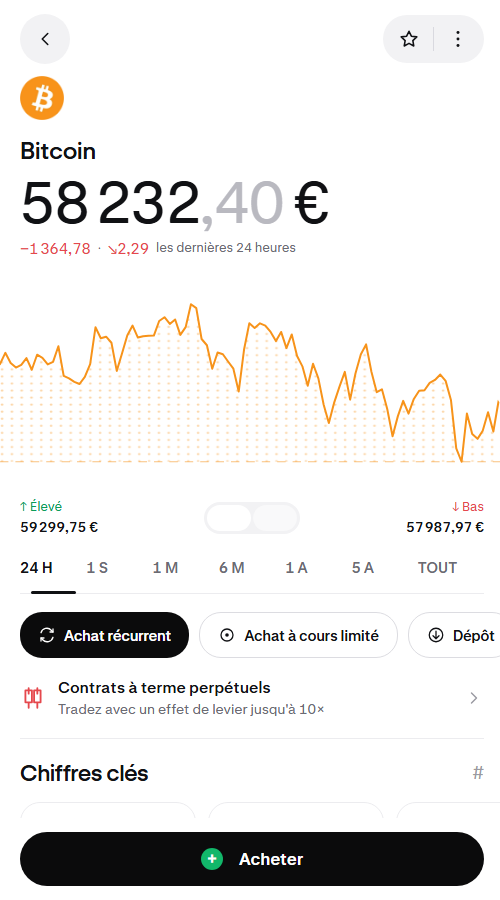 Bitcoin
58 232,40 €
−1 364,78 · ↘2,29 les dernières 24 heures
↑ Élevé
59 299,75 €
↓ Bas
57 987,97 €
24 H 1 S 1 M 6 M 1 A 5 A TOUT
Achat récurrent Achat à cours limité Dépôt
Contrats à terme perpétuels
Tradez avec un effet de levier jusqu'à 10×
Chiffres clés #
Acheter